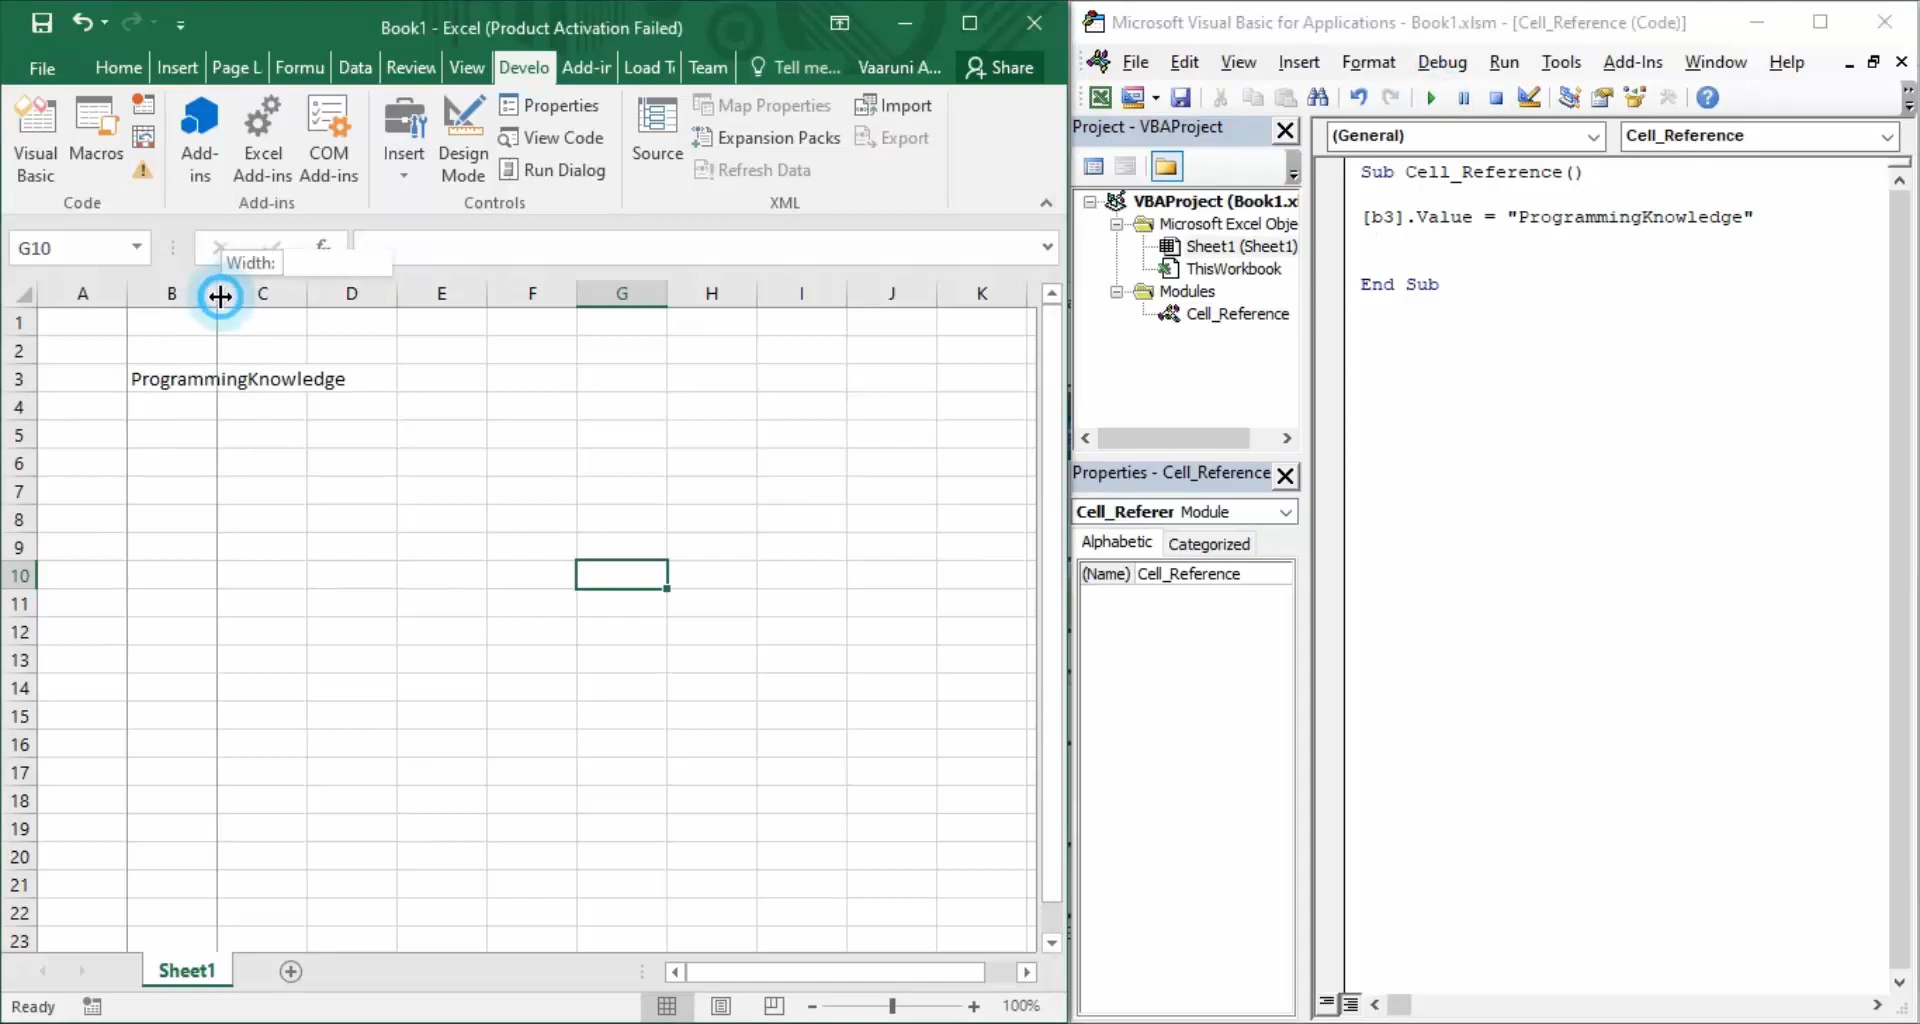 Book1 - Excel (Product Activation Failed)
File Home Insert Page L Formu Data Review View Develo Add-ir Load T Team Tell me... Vaaruni A... Share
Visual Basic
Macros
Add-ins
Excel Add-ins
COM Add-ins
Insert
Design Mode
Properties
View Code
Run Dialog
Source
Map Properties
Expansion Packs
Refresh Data
Import
Export
Code Add-ins Controls XML
G10
fx
Width:
A B C D E F G H I J K
1
2
3 ProgrammingKnowledge
4
5
6
7
8
9
10
11
12
13
14
15
16
17
18
19
20
21
22
23
Sheet1
Ready 100%
Microsoft Visual Basic for Applications - Book1.xlsm - [Cell_Reference (Code)]
File Edit View Insert Format Debug Run Tools Add-Ins Window Help
Project - VBAProject
VBAProject (Book1.x
Microsoft Excel Obje
Sheet1 (Sheet1)
ThisWorkbook
Modules
Cell_Reference
Properties - Cell_Reference
Cell_Referer Module
Alphabetic Categorized
(Name) Cell_Reference
(General) Cell_Reference
Sub Cell_Reference()
[b3].Value = "ProgrammingKnowledge"
End Sub